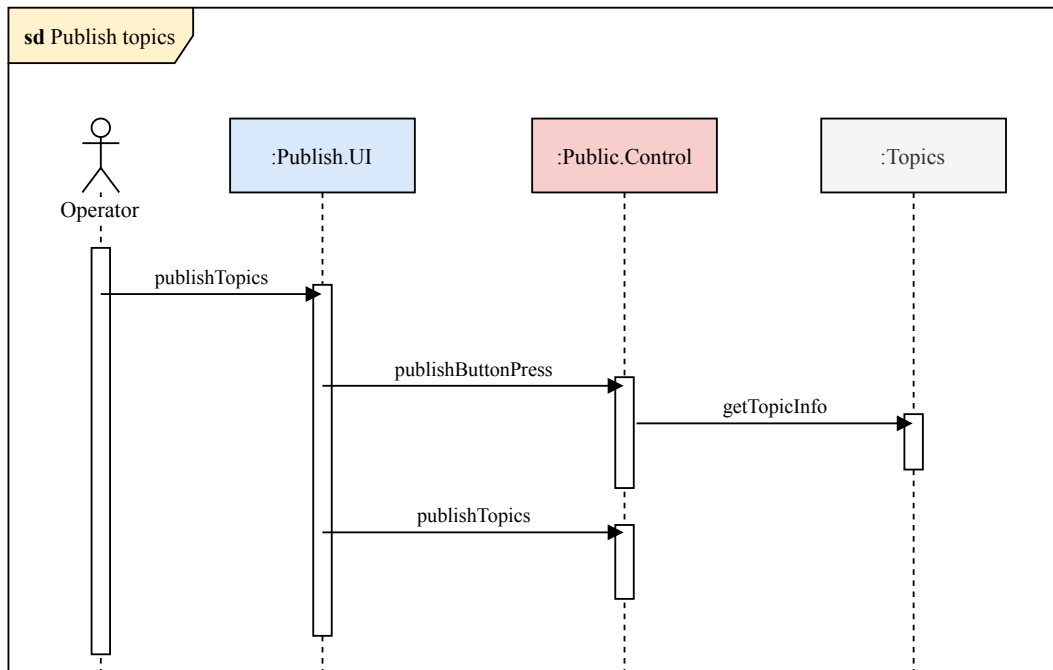 sd Publish topics
:Publish.UI
:Public.Control
:Topics
Operator
publishTopics
publishButtonPress
getTopicInfo
publishTopics